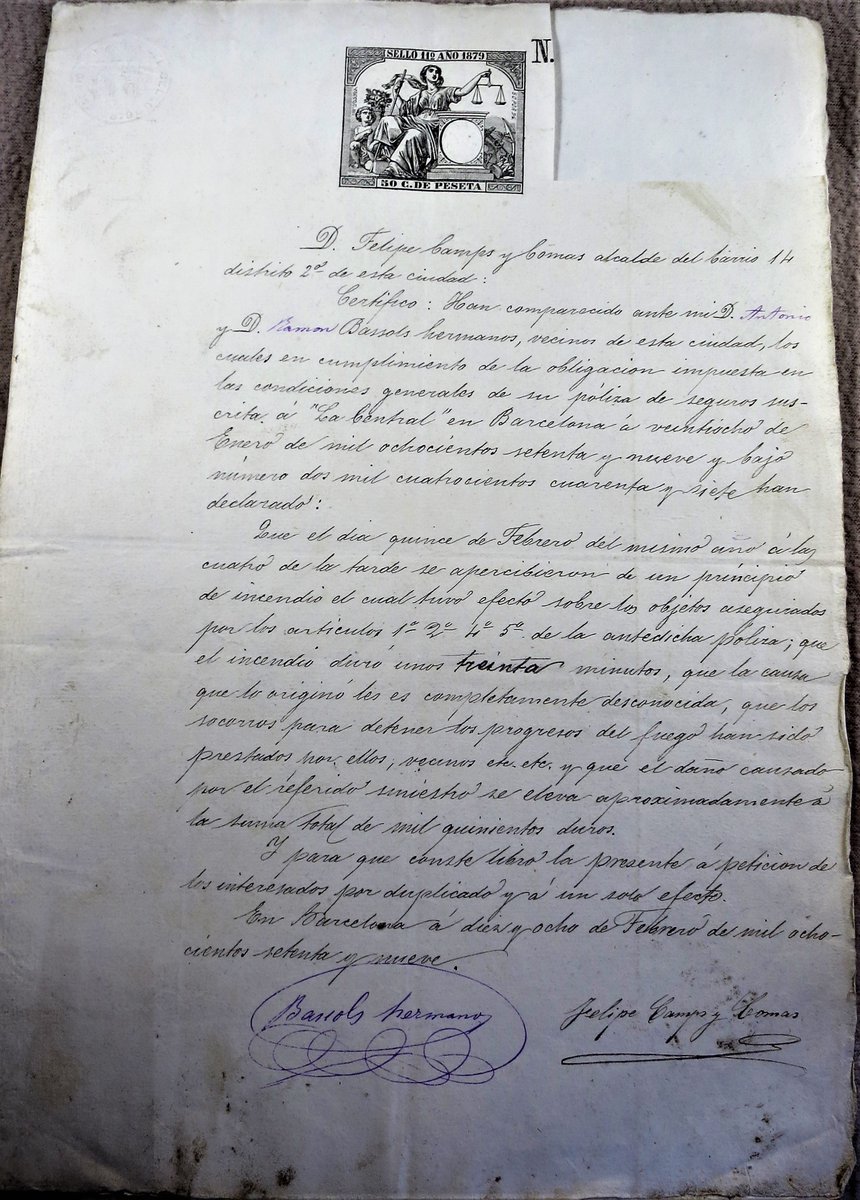 SELLO 11º AÑO 1879
N.
50 C. DE PESETA
D. Felipe Camps y Comas alcalde del barrio 14
distrito 2º de esta ciudad:
Certifico: Han comparecido ante mi D. Antonio
y D. Ramon Bassols hermanos, vecinos de esta ciudad, los
cuales en cumplimiento de la obligacion impuesta en
las condiciones generales de su póliza de seguros sus-
crita á "La Central" en Barcelona á veintiocho de
Enero de mil ochocientos setenta y nueve y bajo
número dos mil cuatrocientos cuarenta y siete han
declarado:
Que el dia quince de Febrero del mismo año á las
cuatro de la tarde se apercibieron de un principio
de incendio el cual tuvo efecto sobre los objetos asegurados
por los articulos 1º 2º 4º 5º de la antedicha póliza; que
el incendio duró unos treinta minutos, que la causa
que lo originó les es completamente desconocida, que los
socorros para detener los progresos del fuego han sido
prestados por ellos, vecinos etc. etc. y que el daño causado
por el referido siniestro se eleva aproximadamente á
la suma total de mil quinientos duros.
Y para que conste libro la presente á peticion de
los interesados por duplicado y á un solo efecto.
En Barcelona á diez y ocho de Febrero de mil ocho-
cientos setenta y nueve.
Bassols hermanos
Felipe Camps y Comas